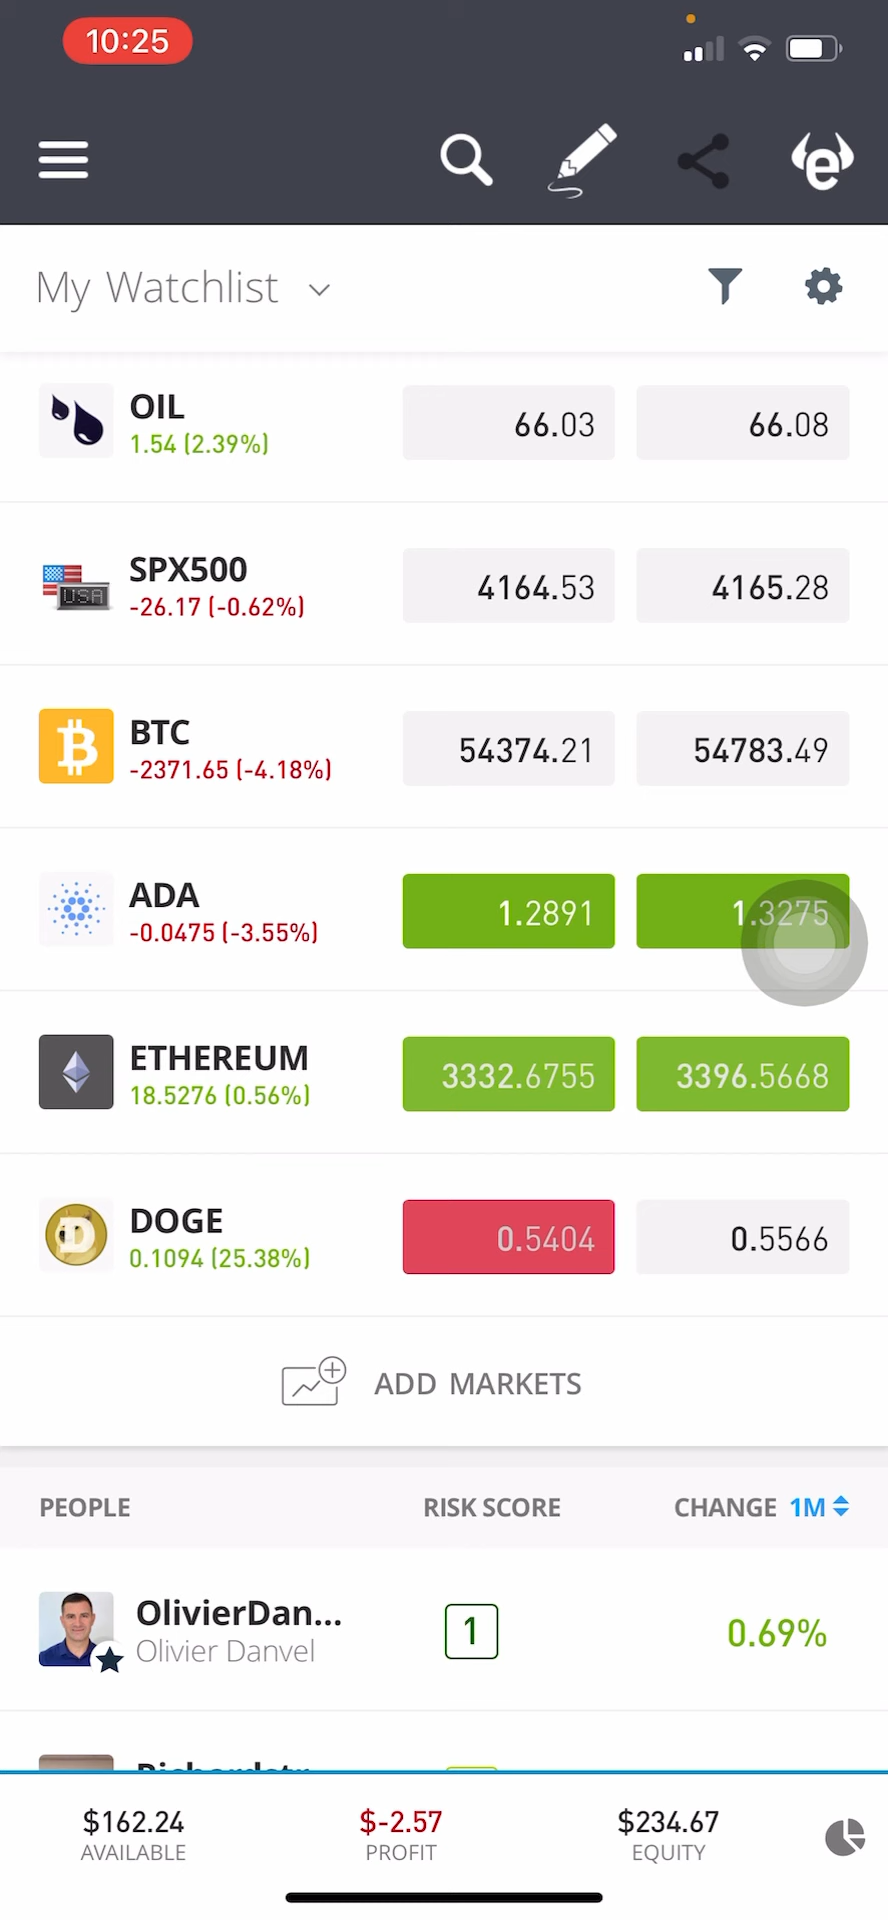 10:25
e
My Watchlist
OIL
1.54 (2.39%)
66.03
66.08
USA
SPX500
-26.17 (-0.62%)
4164.53
4165.28
BTC
-2371.65 (-4.18%)
54374.21
54783.49
ADA
-0.0475 (-3.55%)
1.2891
1.3275
ETHEREUM
18.5276 (0.56%)
3332.6755
3396.5668
DOGE
0.1094 (25.38%)
0.5404
0.5566
ADD MARKETS
PEOPLE RISK SCORE CHANGE 1M
OlivierDan...
Olivier Danvel
1
0.69%
$162.24
AVAILABLE
$-2.57
PROFIT
$234.67
EQUITY